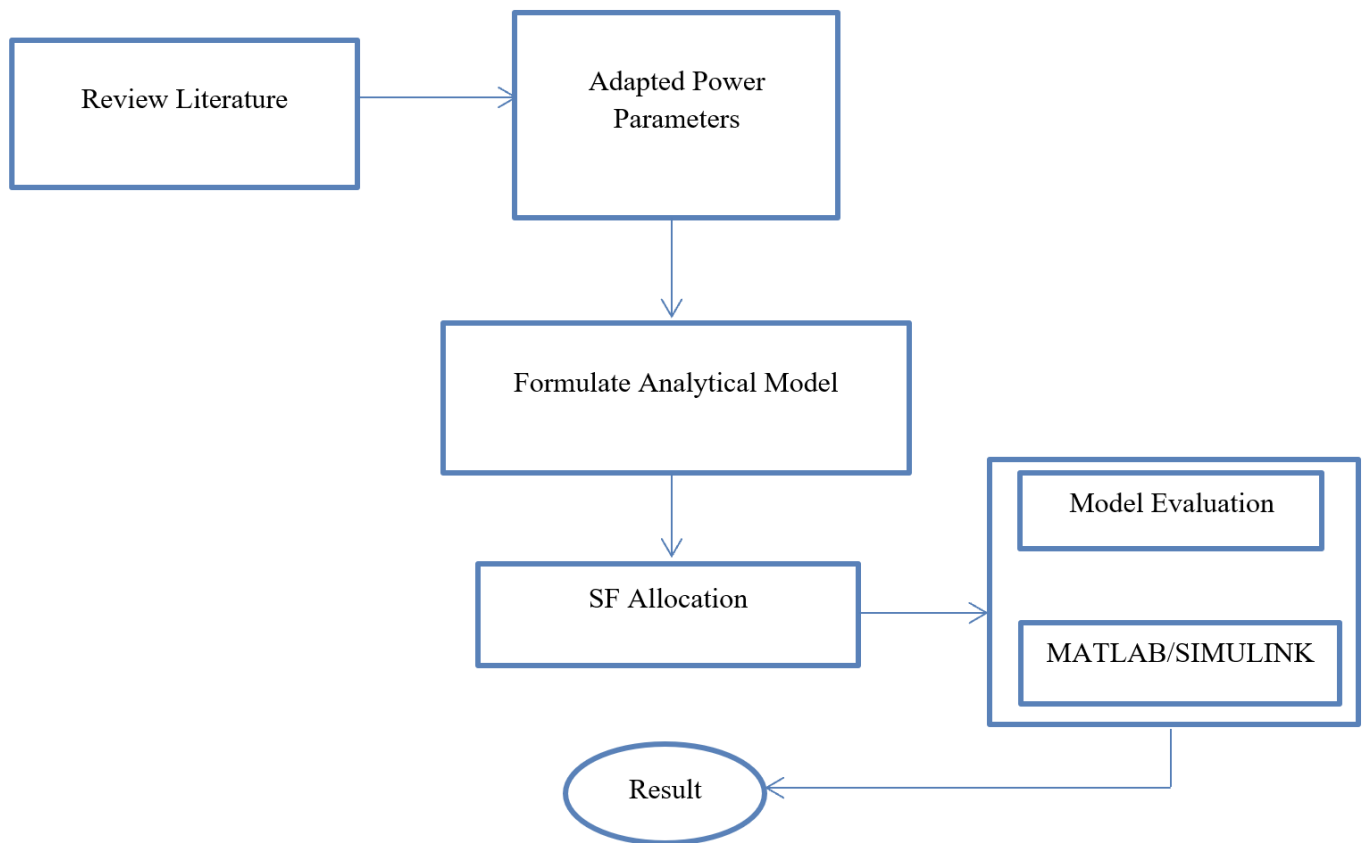 Review Literature
Adapted Power
Parameters
Formulate Analytical Model
SF Allocation
Model Evaluation
MATLAB/SIMULINK
Result